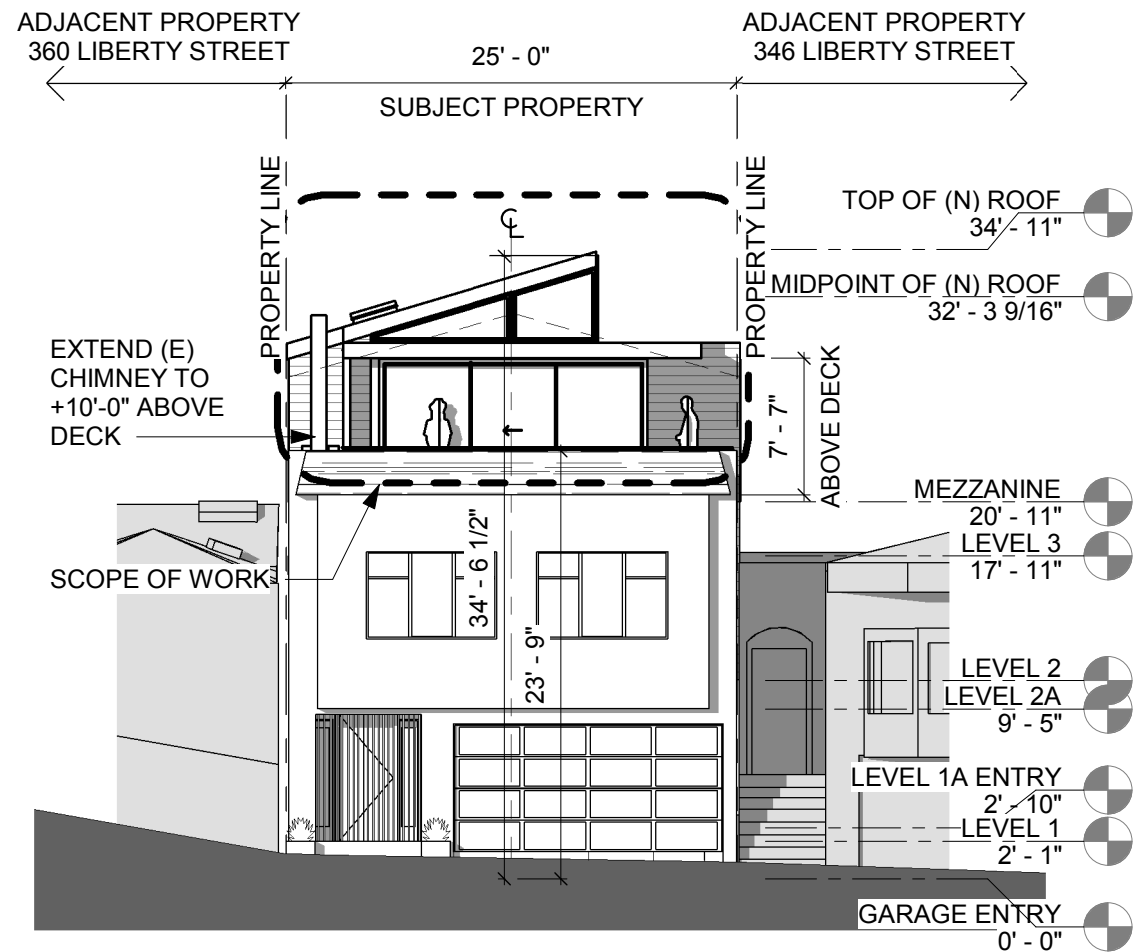 ADJACENT PROPERTY
360 LIBERTY STREET
25' - 0"
SUBJECT PROPERTY
ADJACENT PROPERTY
346 LIBERTY STREET
PROPERTY LINE
PROPERTY LINE
CL
TOP OF (N) ROOF
34' - 11"
MIDPOINT OF (N) ROOF
32' - 3 9/16"
EXTEND (E)
CHIMNEY TO
+10'-0" ABOVE
DECK
7' - 7"
ABOVE DECK
MEZZANINE
20' - 11"
LEVEL 3
17' - 11"
SCOPE OF WORK
34' - 6 1/2"
23' - 9"
LEVEL 2
LEVEL 2A
9' - 5"
LEVEL 1A ENTRY
2' - 10"
LEVEL 1
2' - 1"
GARAGE ENTRY
0' - 0"